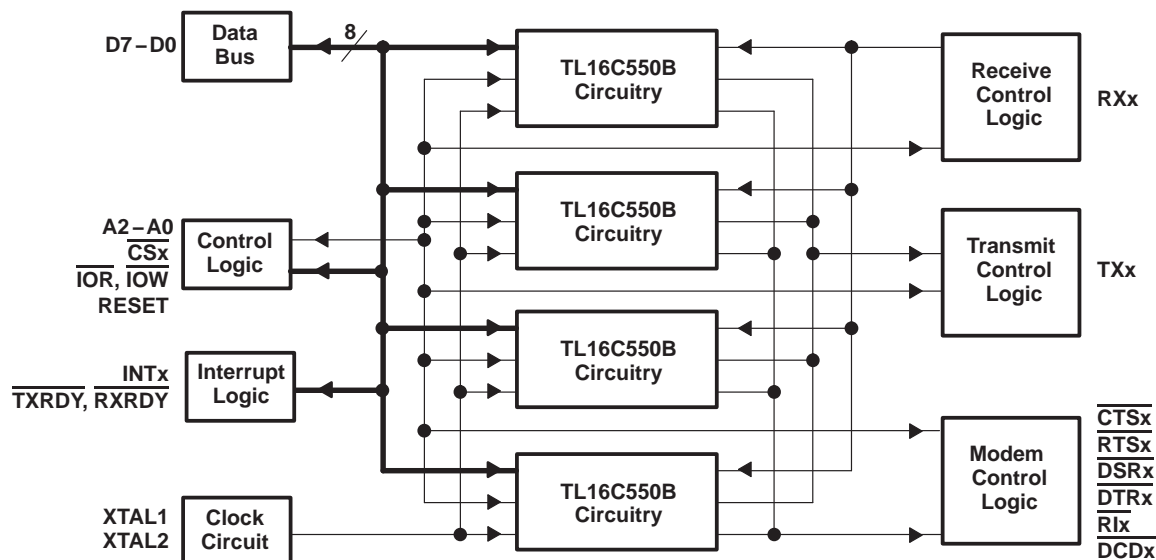 D7–D0
Data
Bus
8
TL16C550B
Circuitry
Receive
Control
Logic
RXx
A2–A0
CSx
IOR, IOW
RESET
Control
Logic
TL16C550B
Circuitry
Transmit
Control
Logic
TXx
INTx
TXRDY, RXRDY
Interrupt
Logic
TL16C550B
Circuitry
XTAL1
XTAL2
Clock
Circuit
TL16C550B
Circuitry
Modem
Control
Logic
CTSx
RTSx
DSRx
DTRx
RIx
DCDx